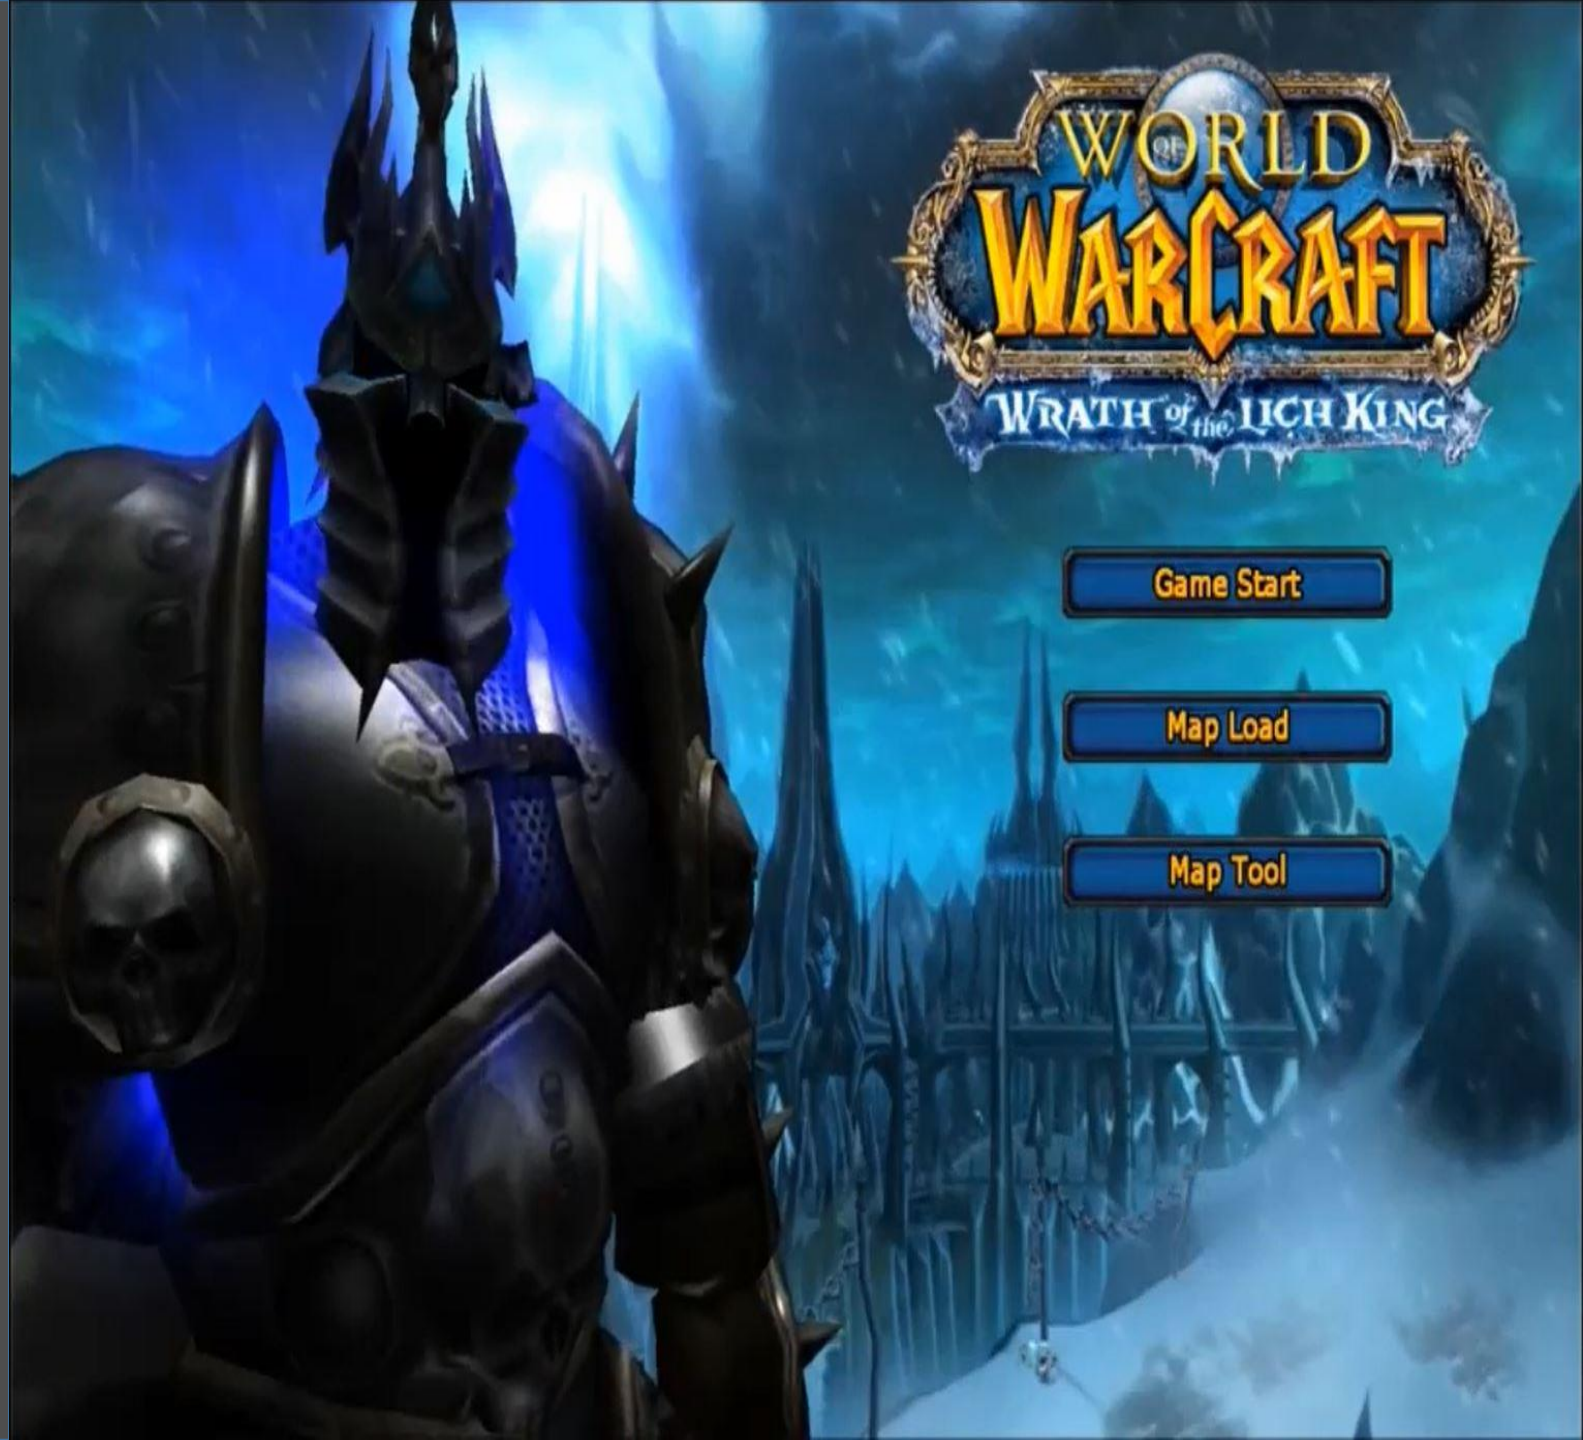 WORLD
OF
WARCRAFT
WRATH of the LICH KING
Game Start
Map Load
Map Tool